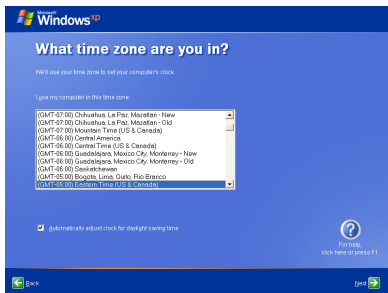 Microsoft
Windows xp
What time zone are you in?
We'll use your time zone to set your computer's clock.
I use my computer in this time zone:
(GMT-07:00) Chihuahua, La Paz, Mazatlan - New
(GMT-07:00) Chihuahua, La Paz, Mazatlan - Old
(GMT-07:00) Mountain Time (US & Canada)
(GMT-06:00) Central America
(GMT-06:00) Central Time (US & Canada)
(GMT-06:00) Guadalajara, Mexico City, Monterrey - New
(GMT-06:00) Guadalajara, Mexico City, Monterrey - Old
(GMT-06:00) Saskatchewan
(GMT-05:00) Bogota, Lima, Quito, Rio Branco
(GMT-05:00) Eastern Time (US & Canada)
Automatically adjust clock for daylight saving time
For help,
click here or press F1.
Back
Next